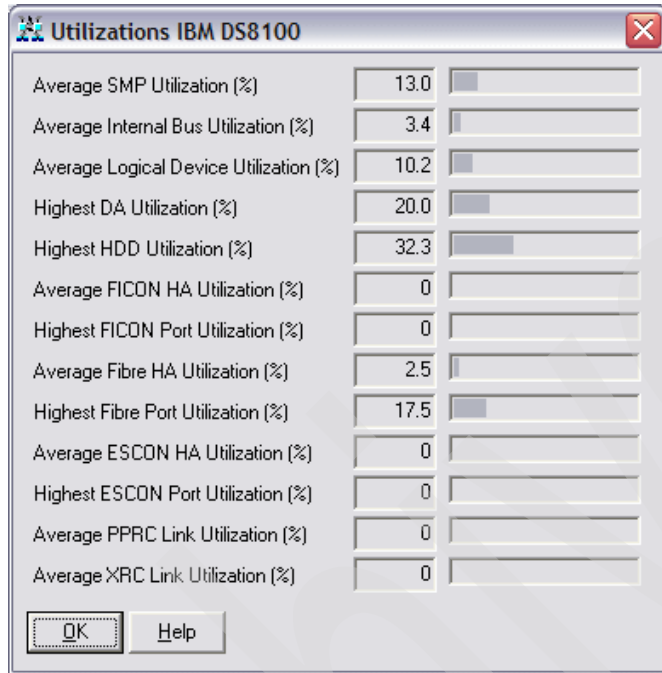 Utilizations IBM DS8100
Average SMP Utilization (%) 13.0
Average Internal Bus Utilization (%) 3.4
Average Logical Device Utilization (%) 10.2
Highest DA Utilization (%) 20.0
Highest HDD Utilization (%) 32.3
Average FICON HA Utilization (%) 0
Highest FICON Port Utilization (%) 0
Average Fibre HA Utilization (%) 2.5
Highest Fibre Port Utilization (%) 17.5
Average ESCON HA Utilization (%) 0
Highest ESCON Port Utilization (%) 0
Average PPRC Link Utilization (%) 0
Average XRC Link Utilization (%) 0
OK Help